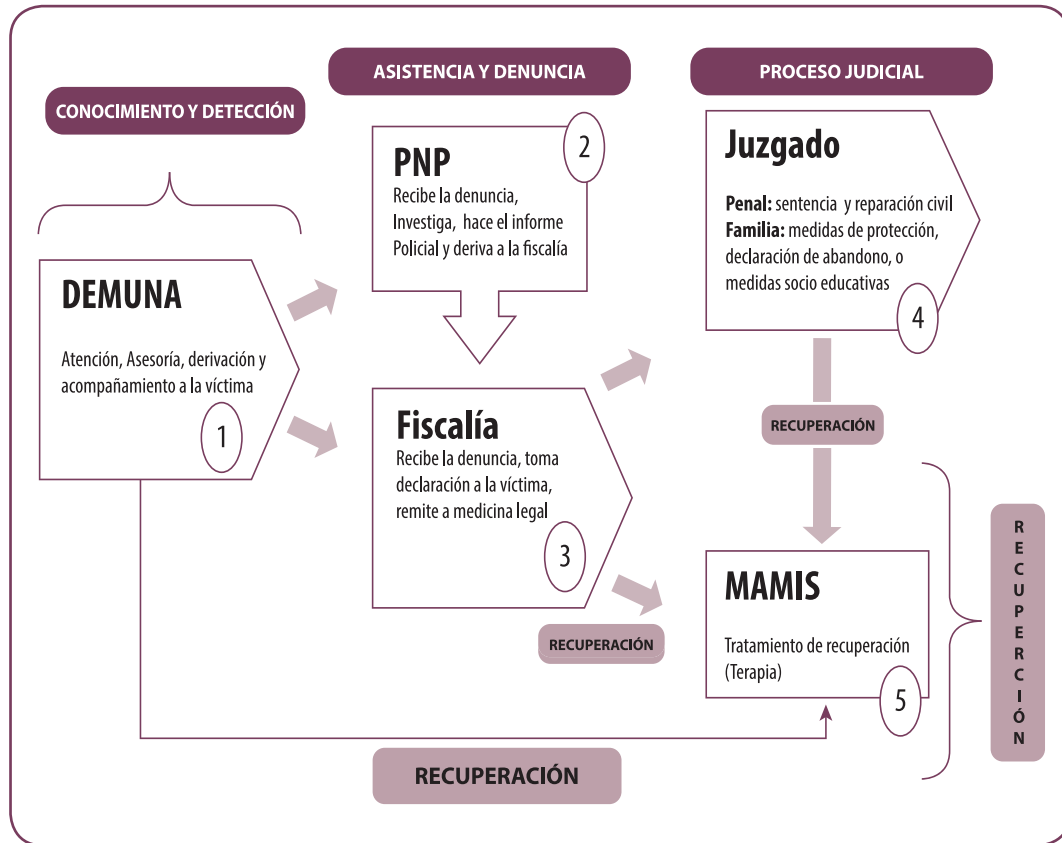 CONOCIMIENTO Y DETECCIÓN
DEMUNA
Atención, Asesoría, derivación y
acompañamiento a la víctima
1
ASISTENCIA Y DENUNCIA
PNP
2
Recibe la denuncia,
Investiga, hace el informe
Policial y deriva a la fiscalía
Fiscalía
Recibe la denuncia, toma
declaración a la víctima,
remite a medicina legal
3
RECUPERACIÓN
PROCESO JUDICIAL
Juzgado
Penal: sentencia y reparación civil
Familia: medidas de protección,
declaración de abandono, o
medidas socio educativas
4
RECUPERACIÓN
MAMIS
Tratamiento de recuperación
(Terapia)
5
RECUPERCIÓN
RECUPERACIÓN